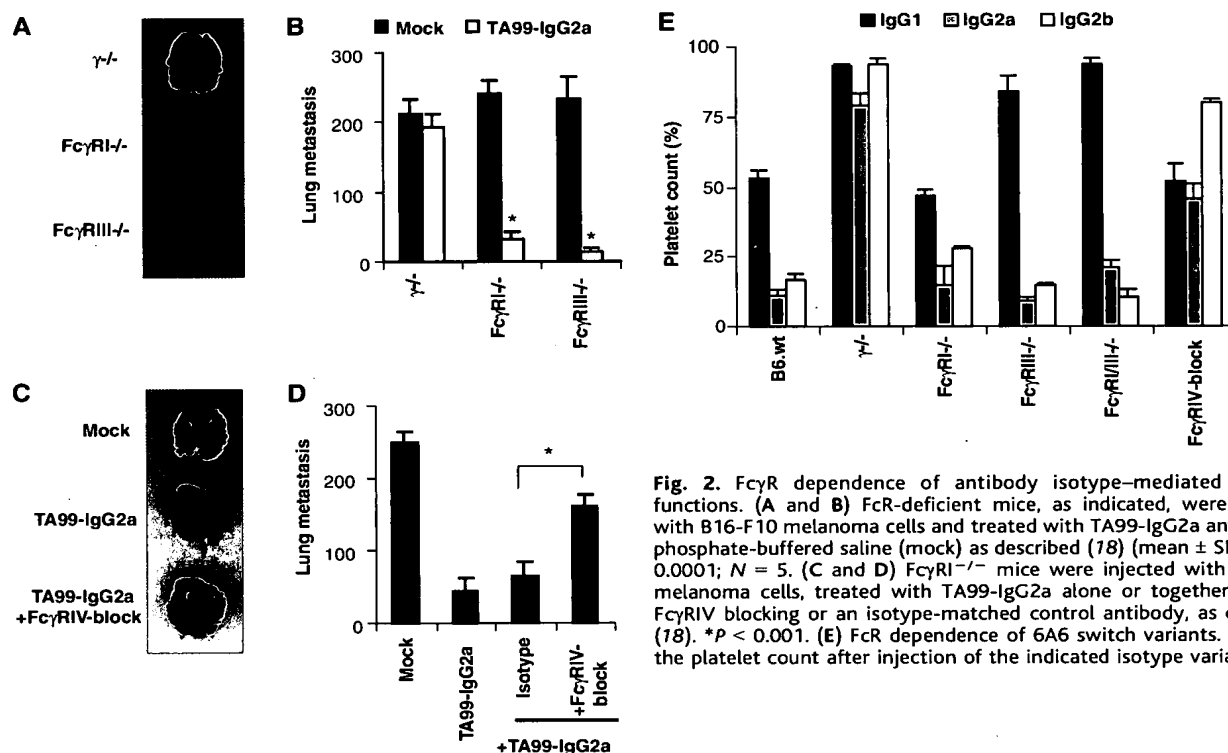 A
γ-/-
FcγRI-/-
FcγRIII-/-
B
Mock TA99-IgG2a
Lung metastasis
300
200
100
0
*
*
γ-/-
FcγRI-/-
FcγRIII-/-
C
Mock
TA99-IgG2a
TA99-IgG2a
+FcγRIV-block
D
Lung metastasis
300
200
100
0
*
Mock
TA99-IgG2a
Isotype
+FcγRIV-
block
+TA99-IgG2a
E
IgG1 IgG2a IgG2b
Platelet count (%)
100
75
50
25
0
B6.wt
γ-/-
FcγRI-/-
FcγRIII-/-
FcγRI/III-/-
FcγRIV-block
Fig. 2. FcγR dependence of antibody isotype–mediated
functions. (A and B) FcR-deficient mice, as indicated, were
with B16-F10 melanoma cells and treated with TA99-IgG2a an
phosphate-buffered saline (mock) as described (18) (mean ± S
0.0001; N = 5. (C and D) FcγRI−/− mice were injected with
melanoma cells, treated with TA99-IgG2a alone or together
FcγRIV blocking or an isotype-matched control antibody, as
(18). *P < 0.001. (E) FcR dependence of 6A6 switch variants.
the platelet count after injection of the indicated isotype varia